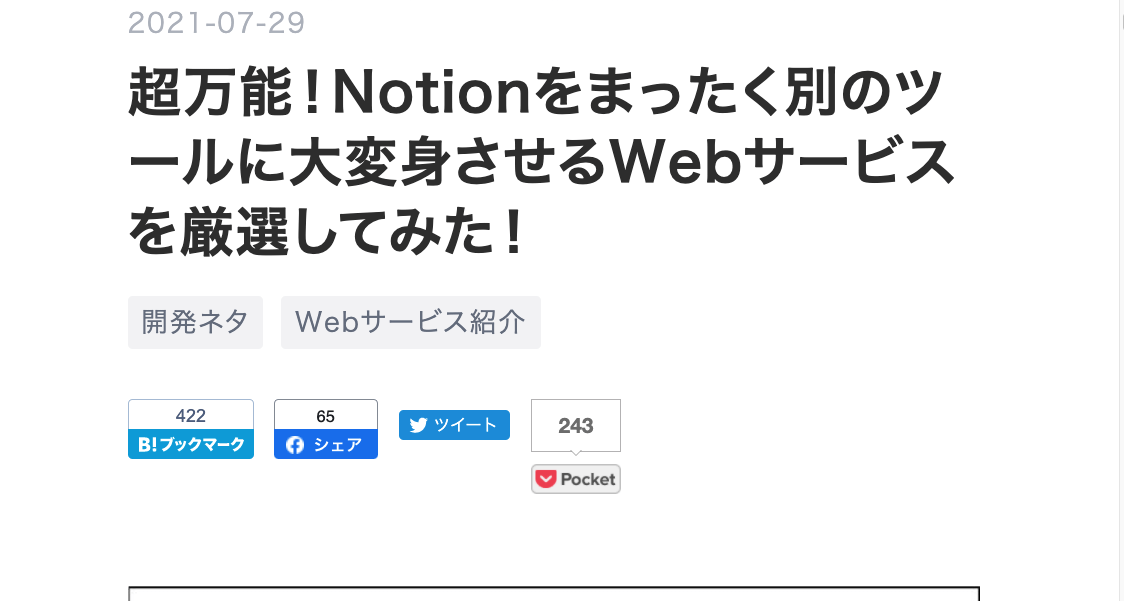 2021-07-29
超万能！Notionをまったく別のツ
ールに大変身させるWebサービス
を厳選してみた！
開発ネタ
Webサービス紹介
422
B!ブックマーク
65
シェア
ツイート
243
Pocket